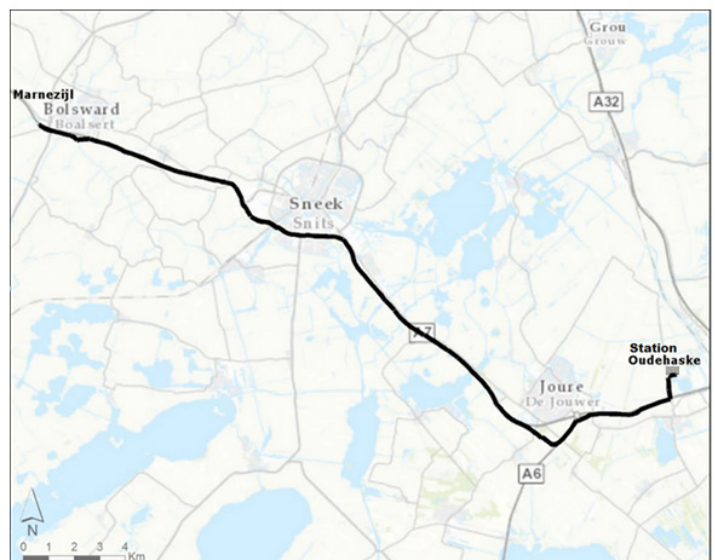 Grou
Grouw
A32
Marnezijl
Bolsward
Boalsert
Sneek
Snits
A7
Station
Oudehaske
Joure
De Jouwer
A6
N
0 1 2 3 4
Km